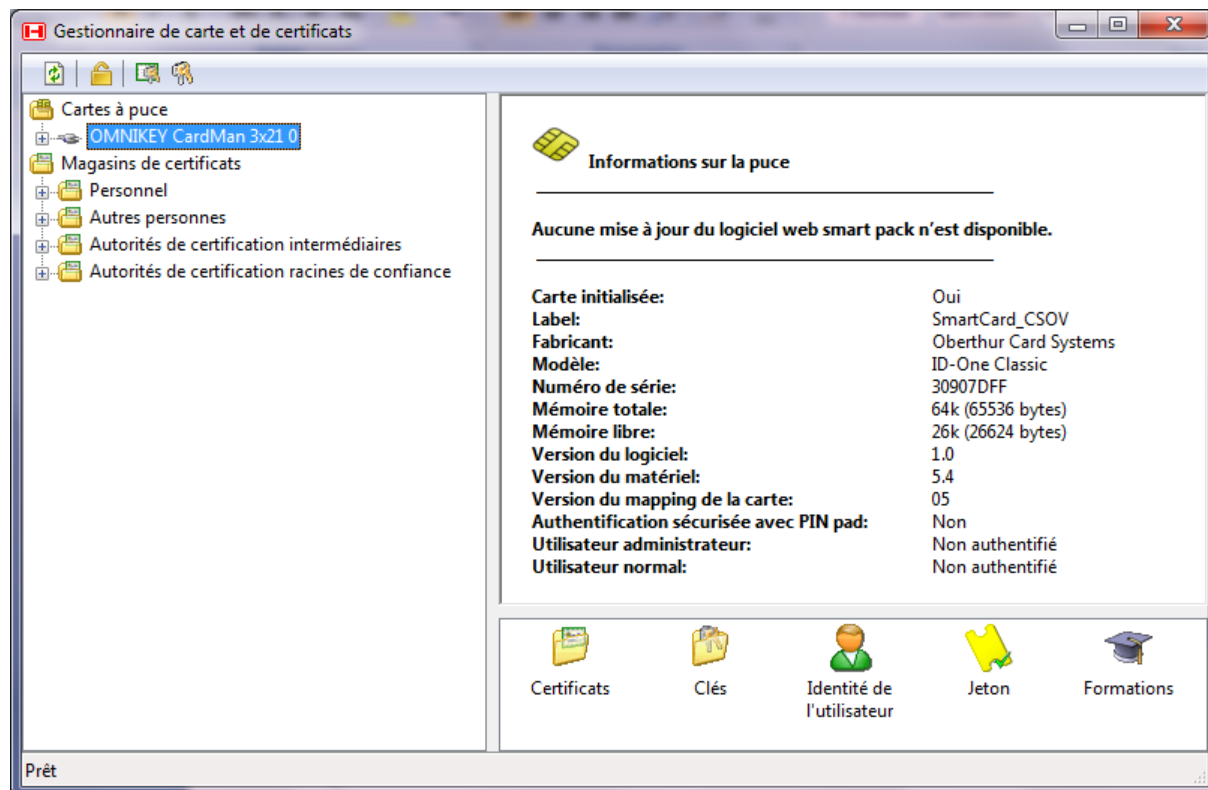 Gestionnaire de carte et de certificats
Cartes à puce
OMNIKEY CardMan 3x21 0
Magasins de certificats
Personnel
Autres personnes
Autorités de certification intermédiaires
Autorités de certification racines de confiance
Informations sur la puce
Aucune mise à jour du logiciel web smart pack n'est disponible.
Carte initialisée: Oui
Label: SmartCard_CSOV
Fabricant: Oberthur Card Systems
Modèle: ID-One Classic
Numéro de série: 30907DFF
Mémoire totale: 64k (65536 bytes)
Mémoire libre: 26k (26624 bytes)
Version du logiciel: 1.0
Version du matériel: 5.4
Version du mapping de la carte: 05
Authentification sécurisée avec PIN pad: Non
Utilisateur administrateur: Non authentifié
Utilisateur normal: Non authentifié
Certificats Clés Identité de Jeton Formations
l'utilisateur
Prêt